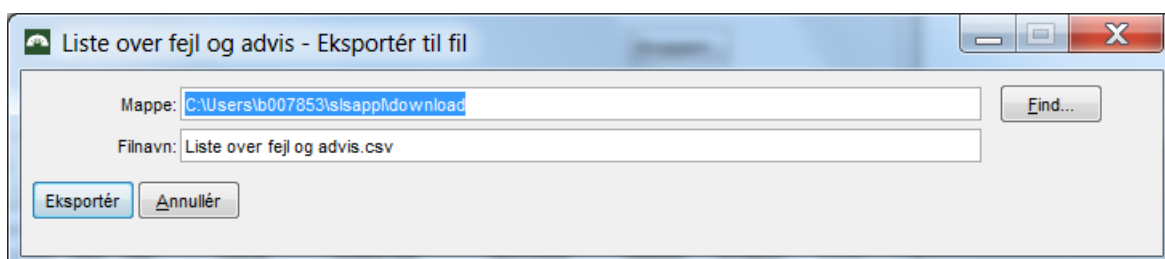 Liste over fejl og advis - Eksportér til fil
Mappe: C:\Users\b007853\slsappl\download Find...
Filnavn: Liste over fejl og advis.csv
Eksportér Annullér